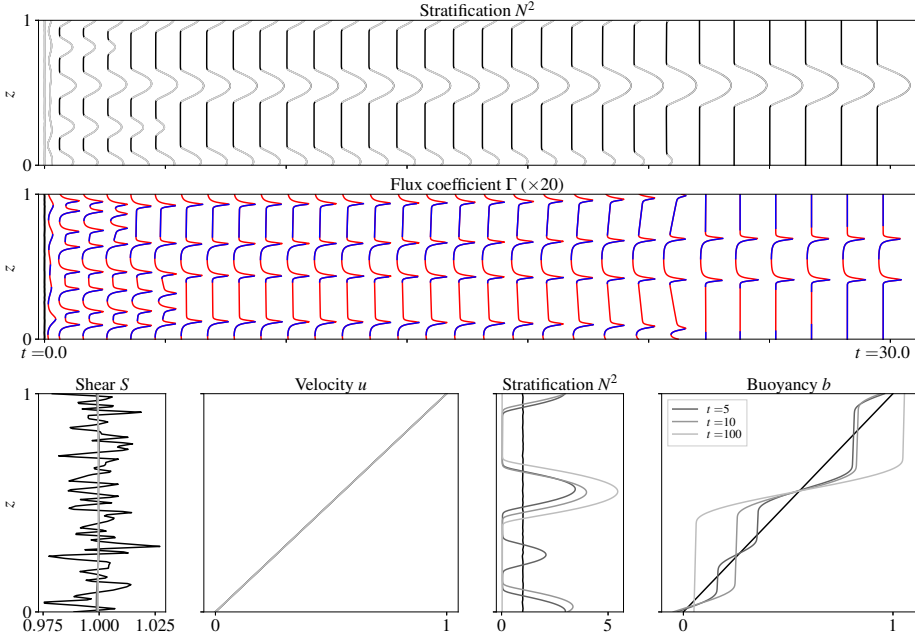 Stratification N²
1
z
0
Flux coefficient Γ (×20)
1
z
0
t =0.0
t =30.0
Shear S
1
z
0
0.975
1.000
1.025
Velocity u
0
1
Stratification N²
0
5
Buoyancy b
t =5
t =10
t =100
0
1